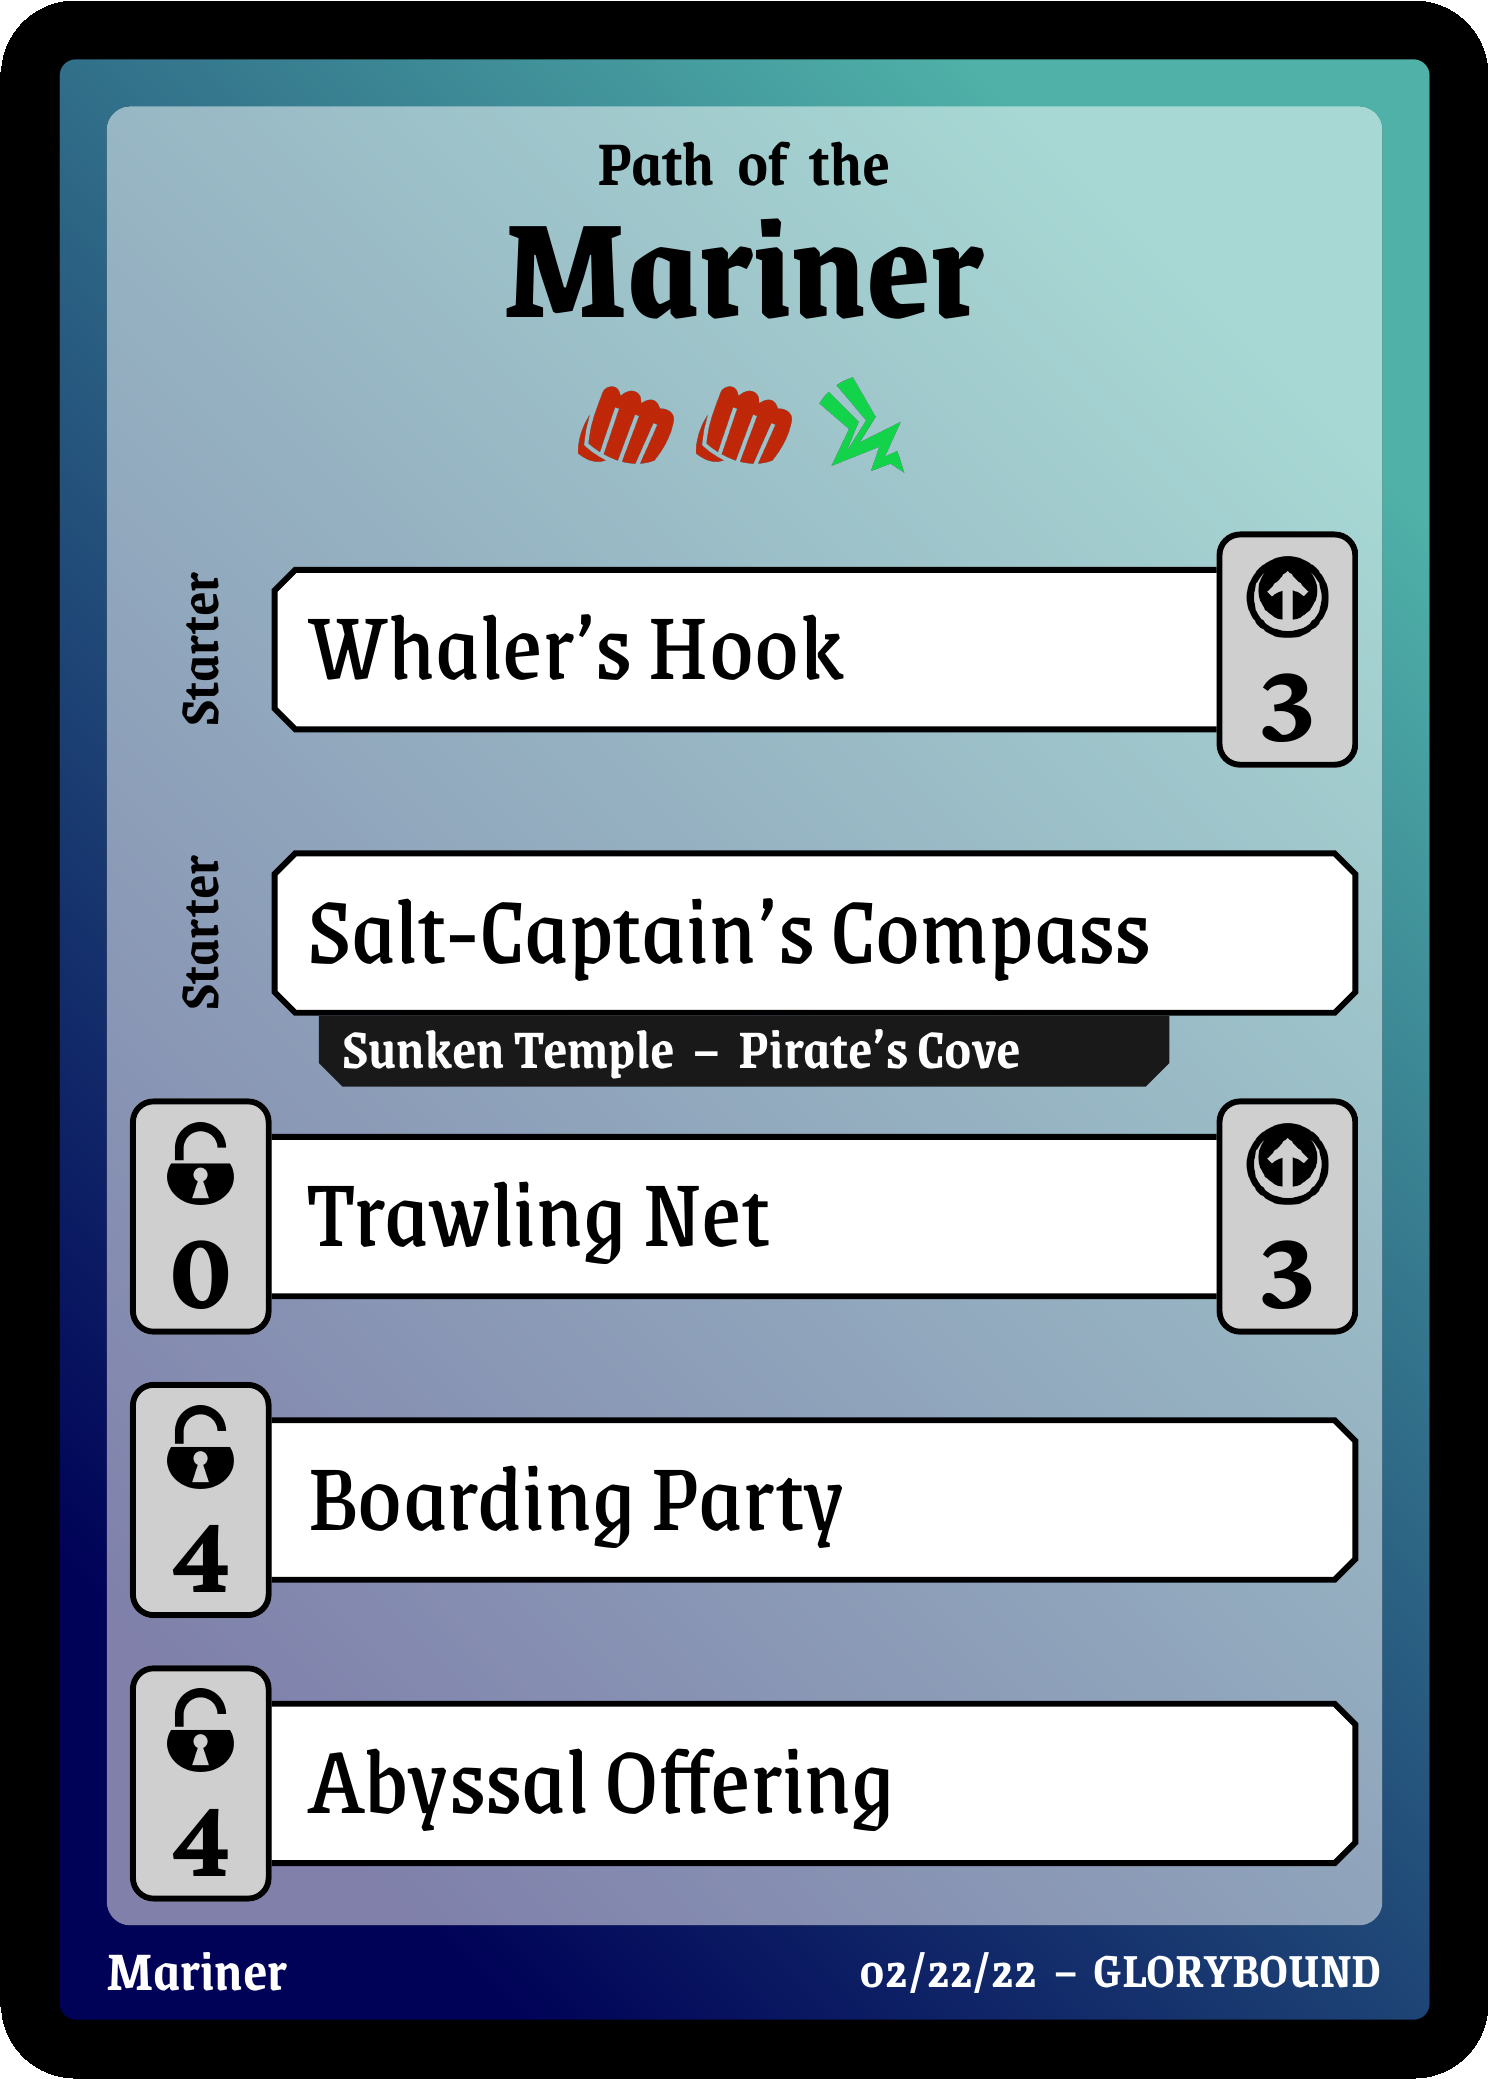 Path of the
Mariner
Starter
Whaler’s Hook
3
Starter
Salt-Captain’s Compass
Sunken Temple – Pirate’s Cove
0
Trawling Net
3
4
Boarding Party
4
Abyssal Offering
Mariner
02/22/22 – GLORYBOUND